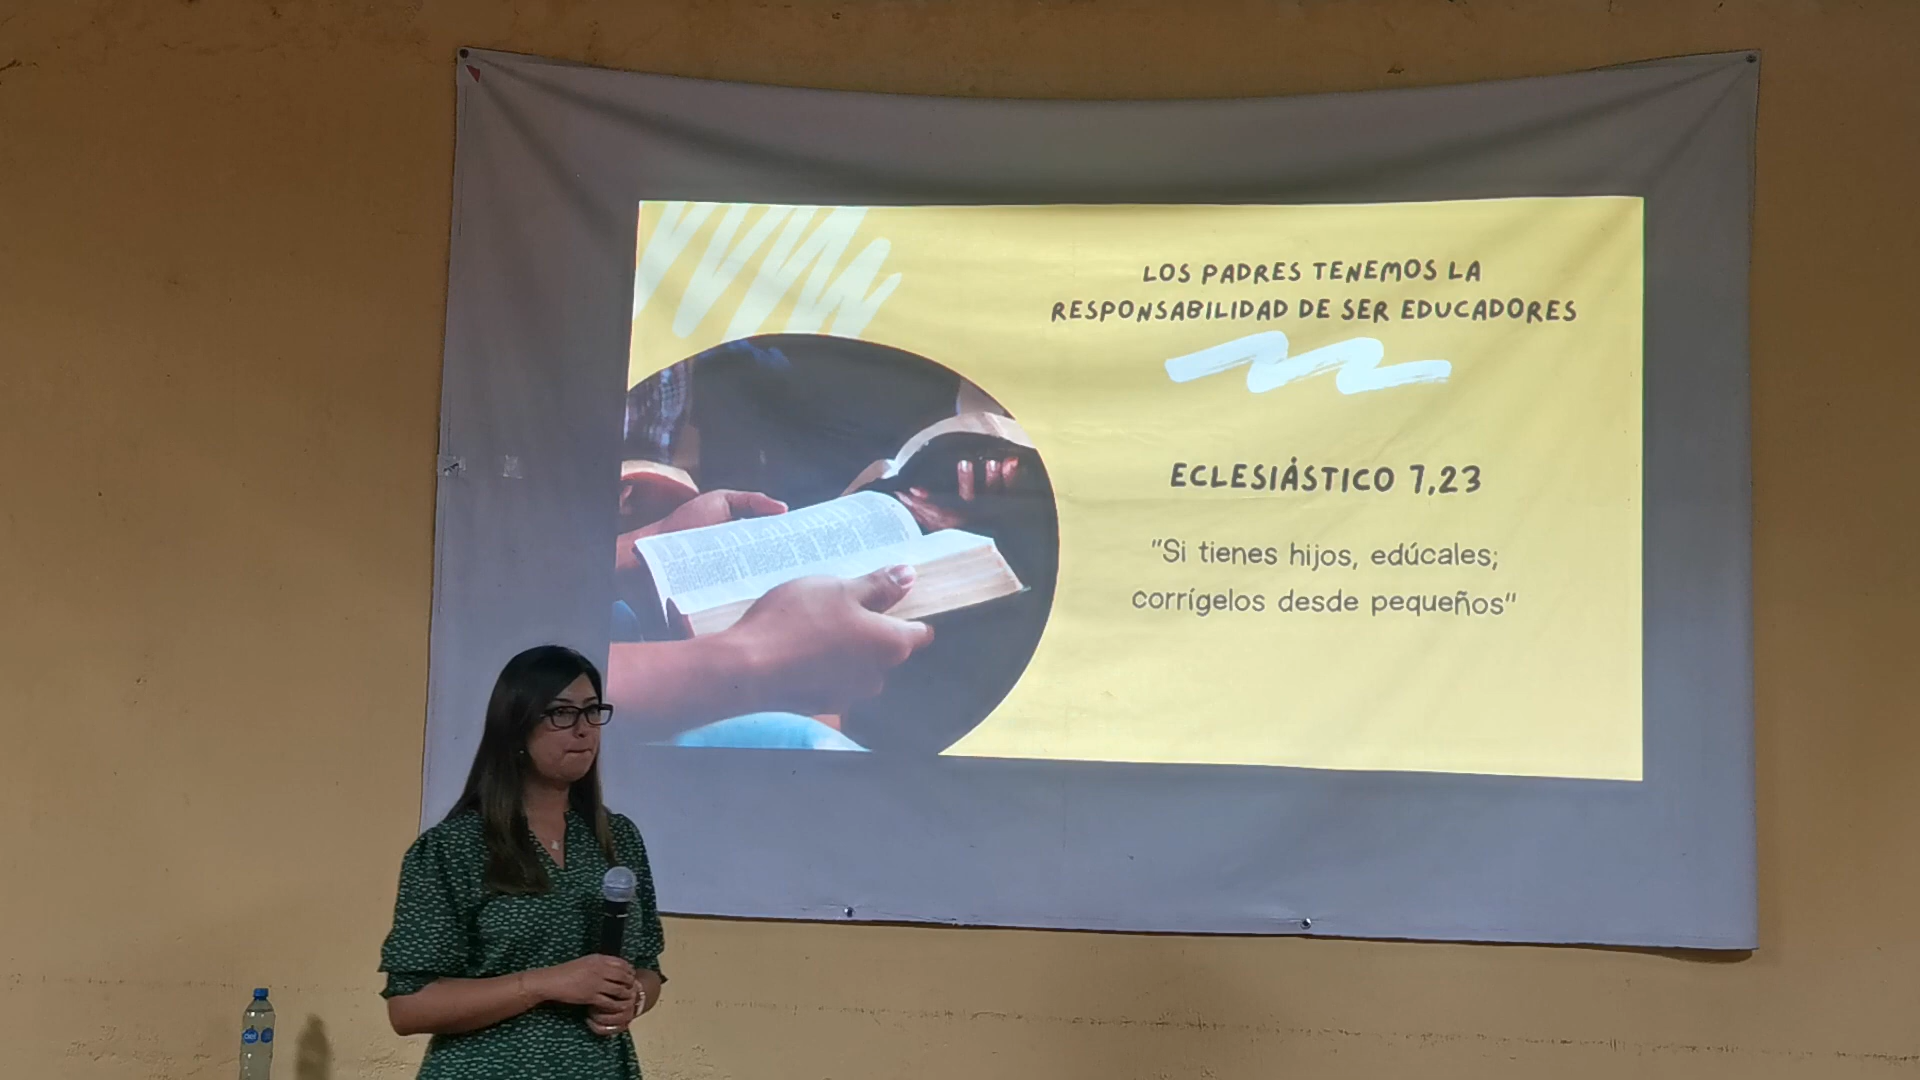 LOS PADRES TENEMOS LA
RESPONSABILIDAD DE SER EDUCADORES
ECLESIÁSTICO 7,23
"Si tienes hijos, edúcales;
corrígelos desde pequeños"